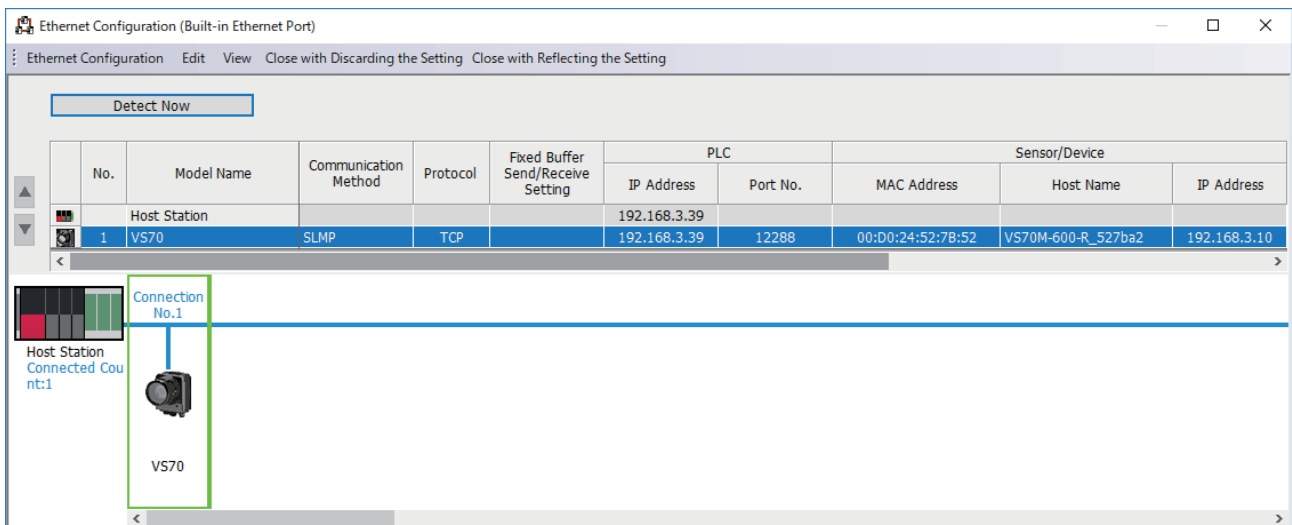 Ethernet Configuration (Built-in Ethernet Port)
Ethernet Configuration Edit View Close with Discarding the Setting Close with Reflecting the Setting
Detect Now
No. Model Name Communication Method Protocol Fixed Buffer Send/Receive Setting PLC Sensor/Device
IP Address Port No. MAC Address Host Name IP Address
Host Station 192.168.3.39
1 VS70 SLMP TCP 192.168.3.39 12288 00:D0:24:52:7B:52 VS70M-600-R_527ba2 192.168.3.10
Connection
No.1
Host Station
Connected Cou
nt:1
VS70